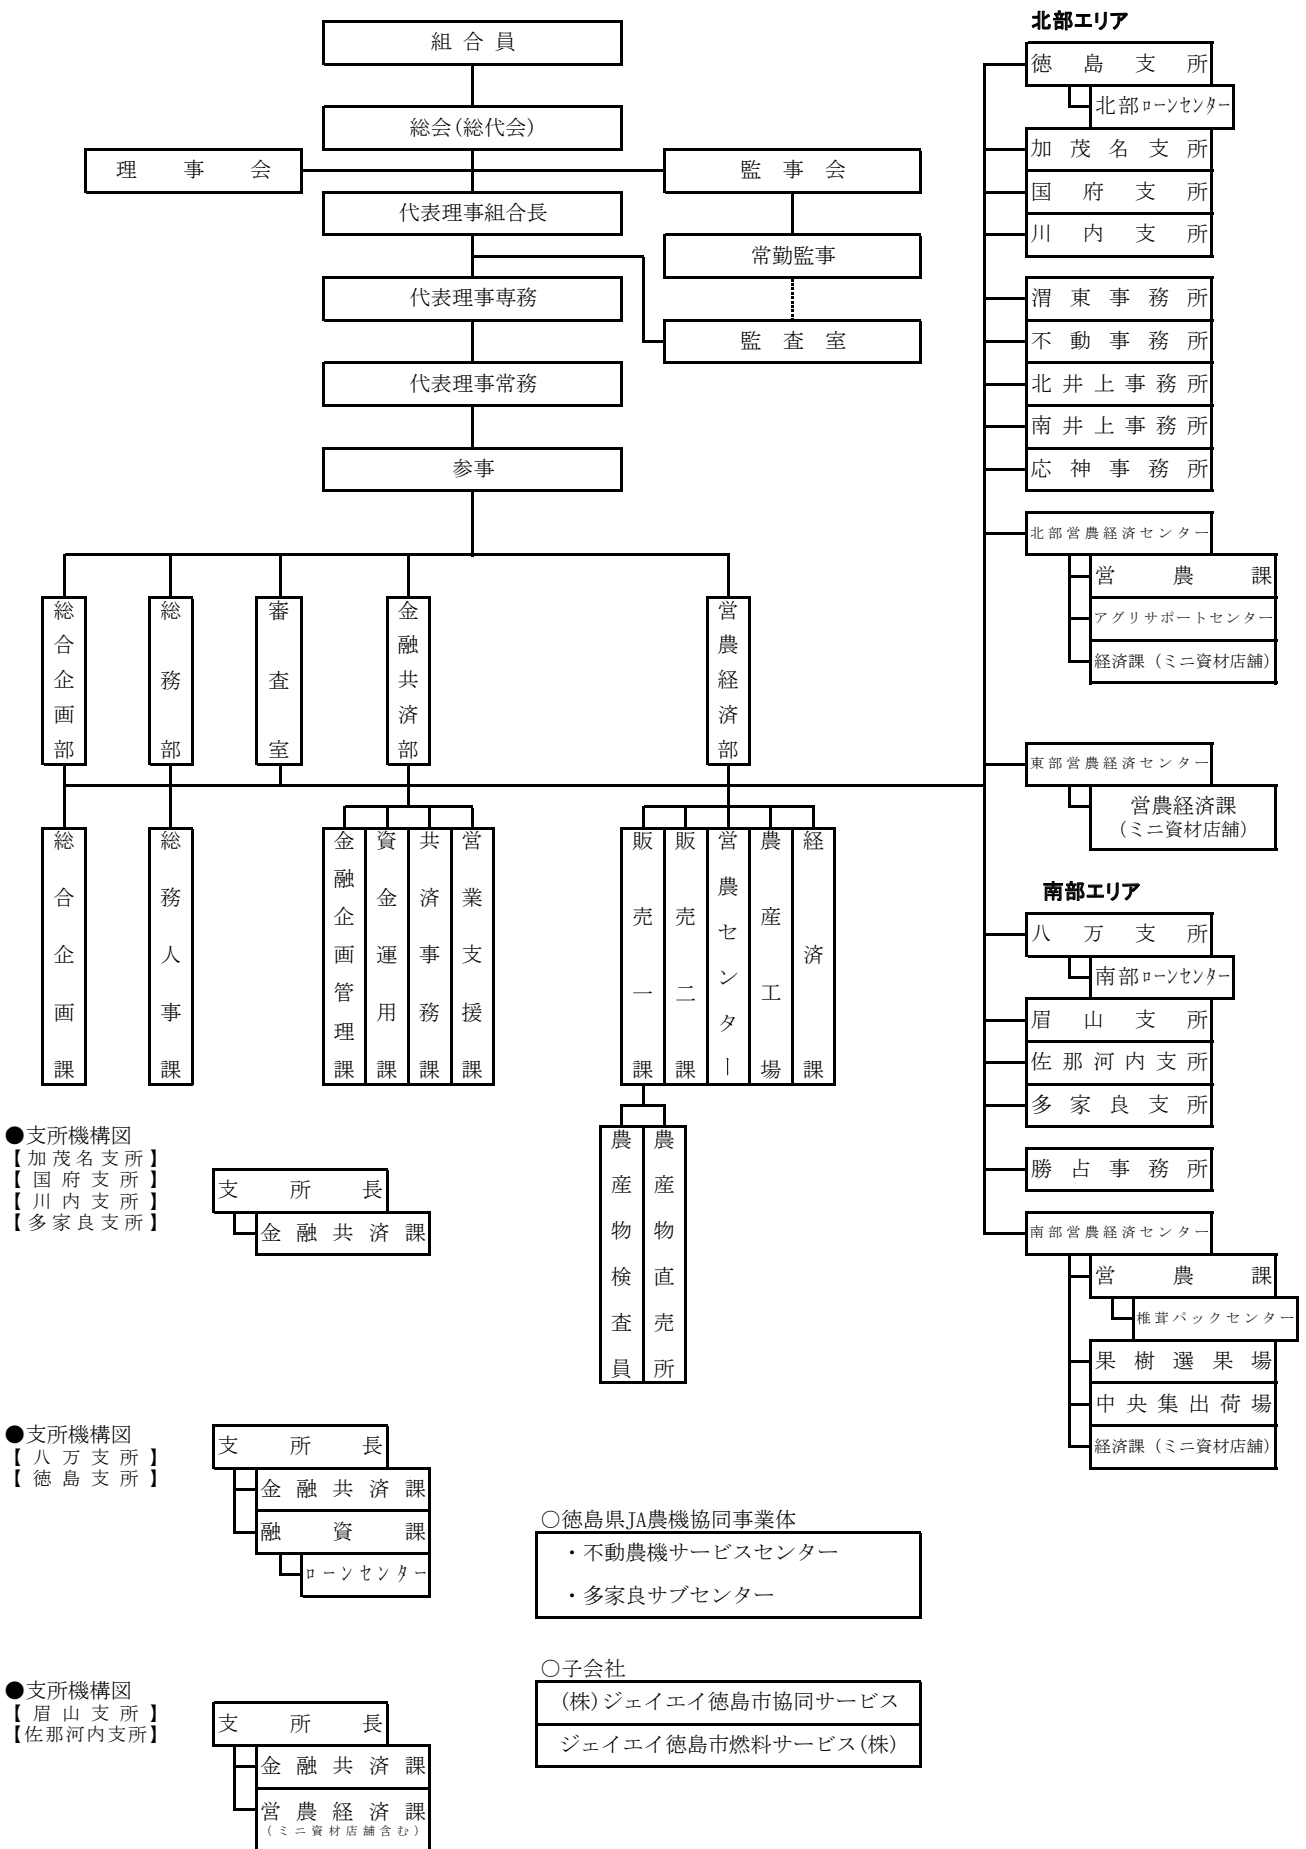 組合員
総会(総代会)
理事会
監事会
代表理事組合長
常勤監事
代表理事専務
監査室
代表理事常務
参事
総合企画部
総務部
審査室
金融共済部
営農経済部
総合企画課
総務人事課
金融企画管理課
資金運用課
共済事務課
営業支援課
販売一課
販売二課
営農センター
農産工場
経済課
農産物検査員
農産物直売所
北部エリア
徳島支所
北部ローンセンター
加茂名支所
国府支所
川内支所
渭東事務所
不動事務所
北井上事務所
南井上事務所
応神事務所
北部営農経済センター
営農課
アグリサポートセンター
経済課（ミニ資材店舗）
東部営農経済センター
営農経済課
（ミニ資材店舗）
南部エリア
八万支所
南部ローンセンター
眉山支所
佐那河内支所
多家良支所
勝占事務所
南部営農経済センター
営農課
椎茸パックセンター
果樹選果場
中央集出荷場
経済課（ミニ資材店舗）
●支所機構図
【加茂名支所】
【国府支所】
【川内支所】
【多家良支所】
支所長
金融共済課
●支所機構図
【八万支所】
【徳島支所】
支所長
金融共済課
融資課
ローンセンター
●支所機構図
【眉山支所】
【佐那河内支所】
支所長
金融共済課
営農経済課
（ミニ資材店舗含む）
○徳島県JA農機協同事業体
・不動農機サービスセンター
・多家良サブセンター
○子会社
(株)ジェイエイ徳島市協同サービス
ジェイエイ徳島市燃料サービス(株)